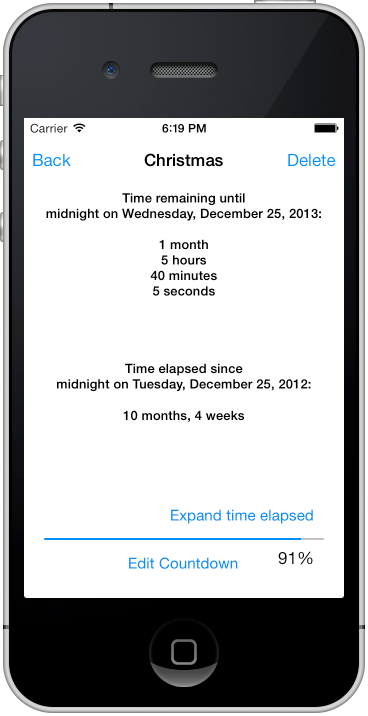 Carrier 6:19 PM
Back Christmas Delete
Time remaining until
midnight on Wednesday, December 25, 2013:
1 month
5 hours
40 minutes
5 seconds
Time elapsed since
midnight on Tuesday, December 25, 2012:
10 months, 4 weeks
Expand time elapsed
Edit Countdown 91%